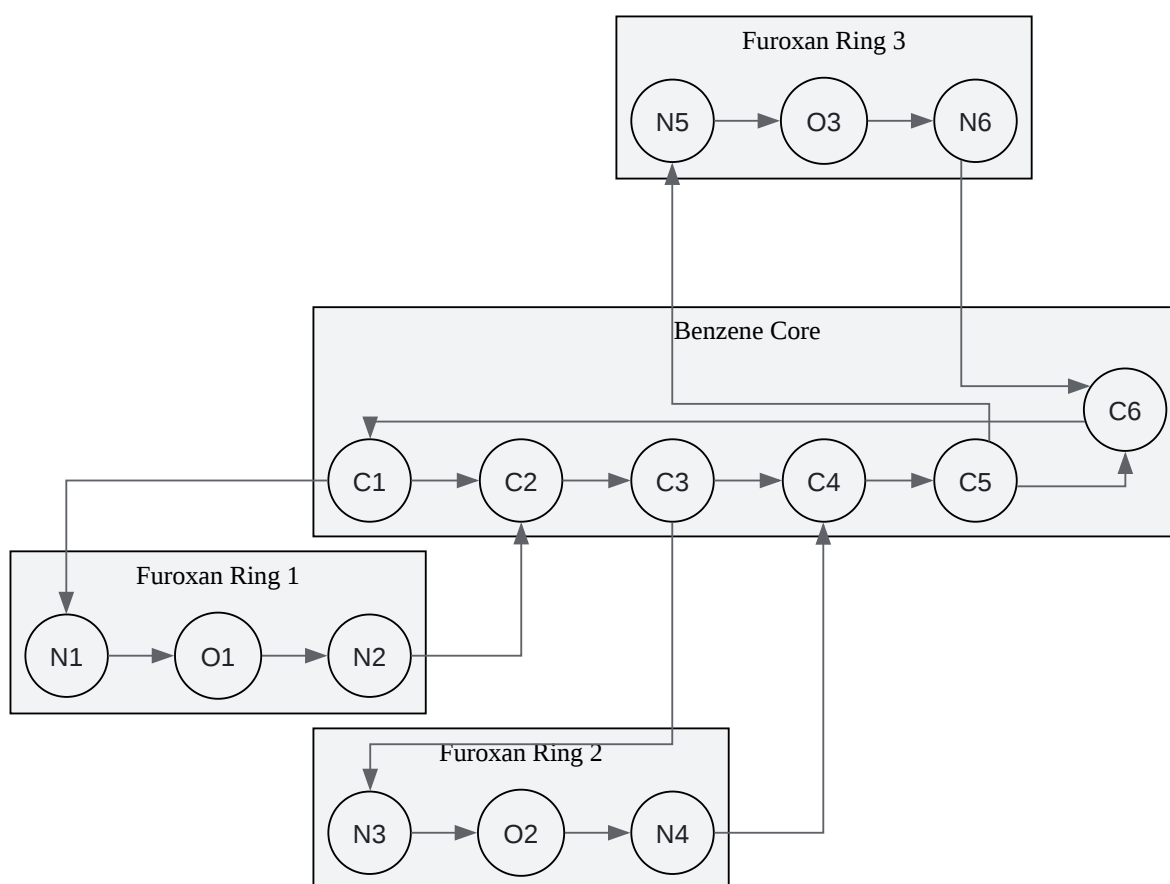 Furoxan Ring 3
N5
O3
N6
Benzene Core
C6
C1
C2
C3
C4
C5
Furoxan Ring 1
N1
O1
N2
Furoxan Ring 2
N3
O2
N4